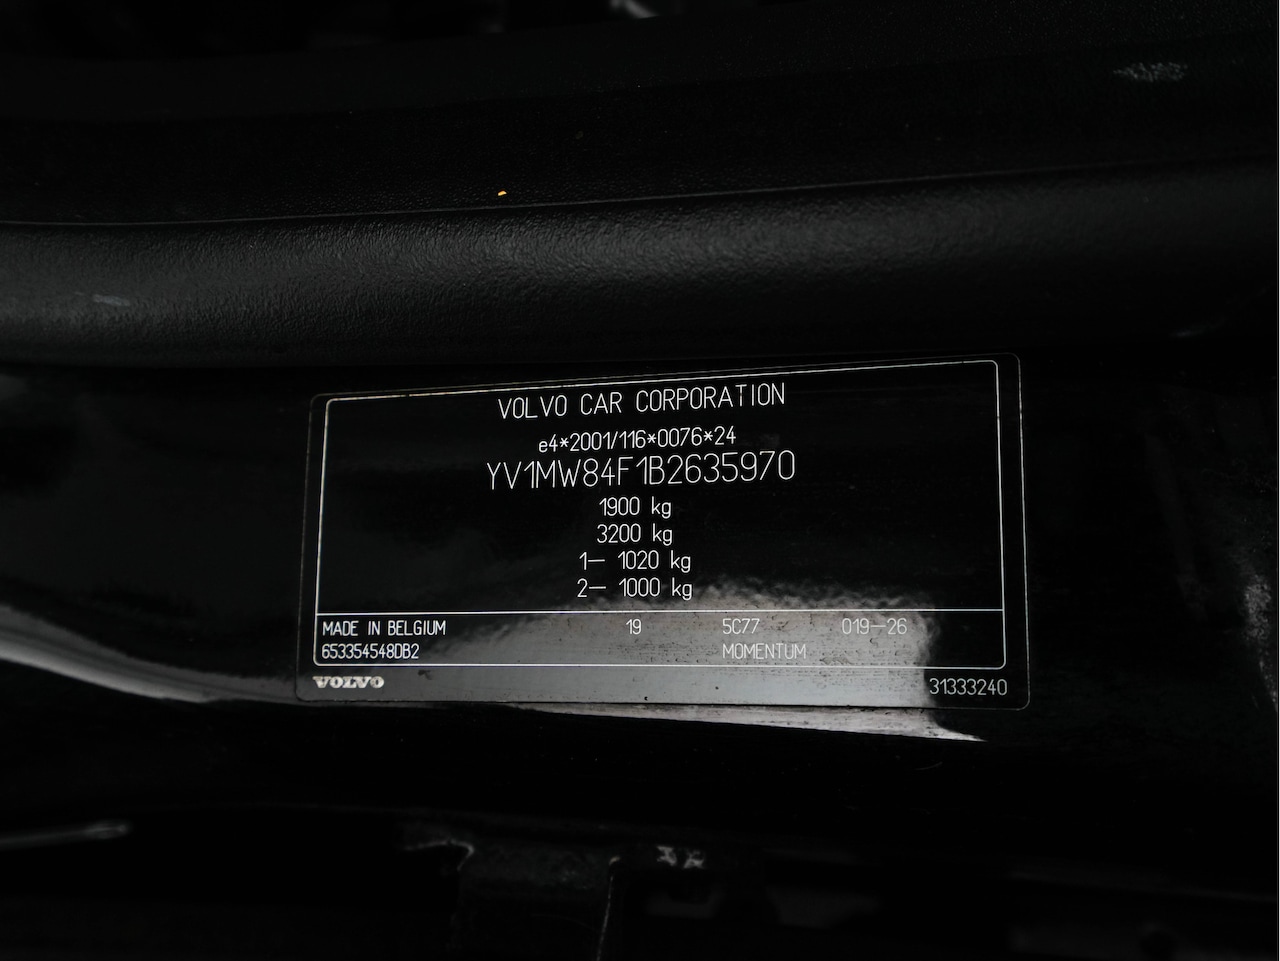 VOLVO CAR CORPORATION
e4*2001/116*0076*24
YV1MW84F1B2635970
1900 kg
3200 kg
1— 1020 kg
2— 1000 kg
MADE IN BELGIUM 19 5C77 019—26
653354548DB2 MOMENTUM
VOLVO 31333240